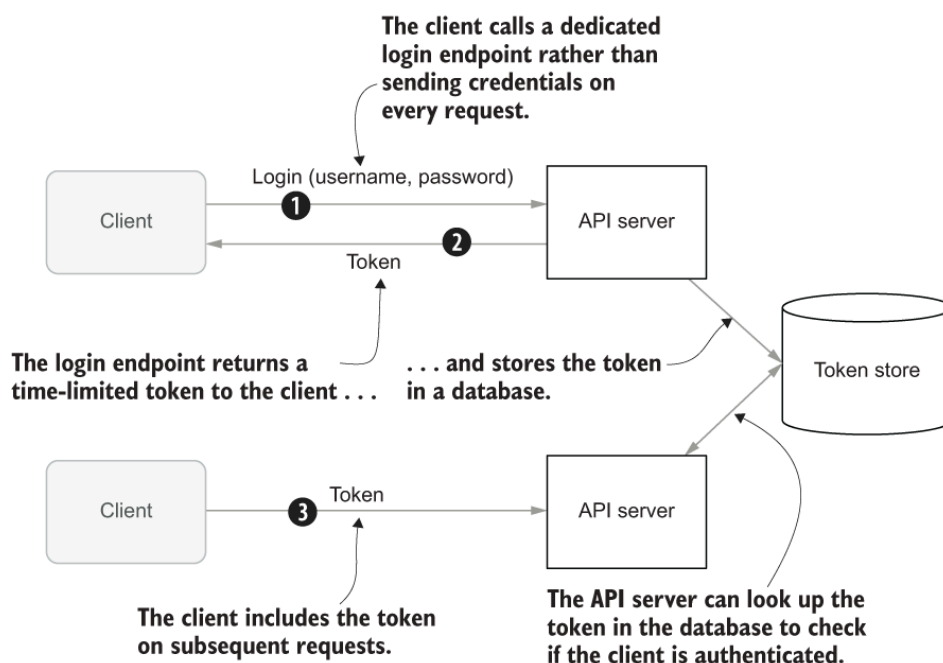 The client calls a dedicated
login endpoint rather than
sending credentials on
every request.
Login (username, password)
Client
1
API server
2
Token
The login endpoint returns a
time-limited token to the client . . .
. . . and stores the token
in a database.
Token store
Client
Token
3
API server
The client includes the token
on subsequent requests.
The API server can look up the
token in the database to check
if the client is authenticated.